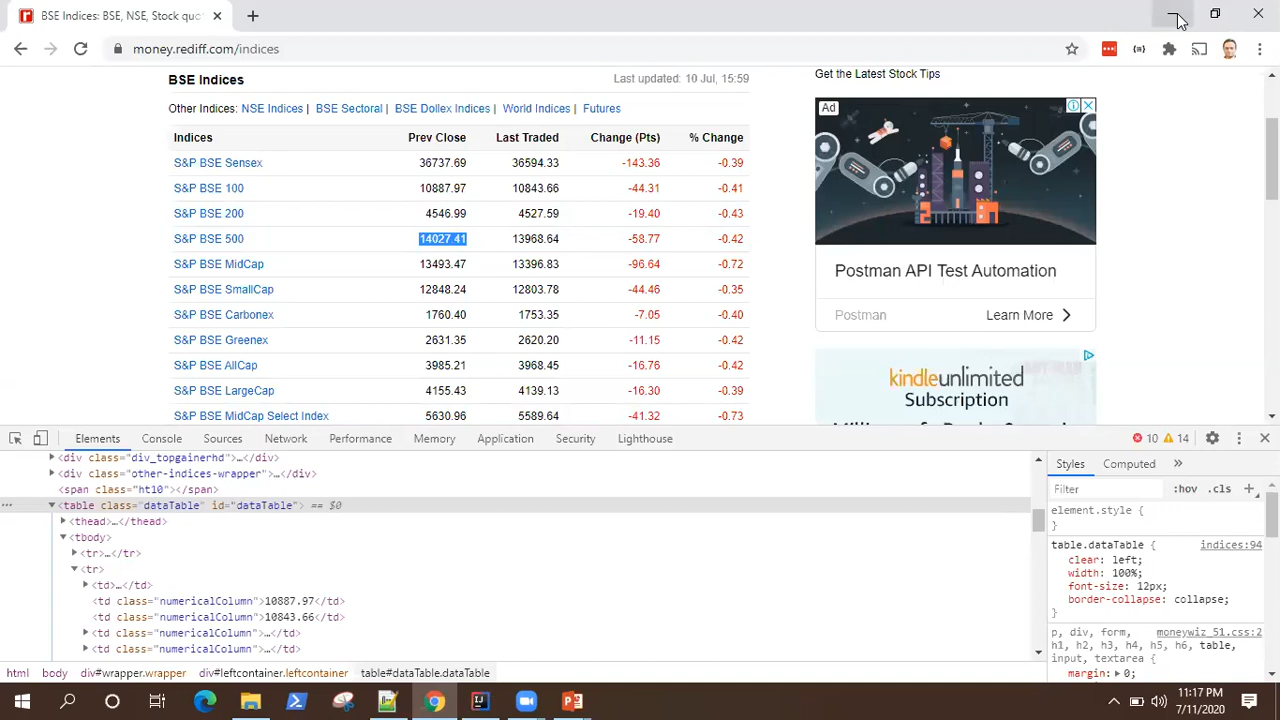 BSE Indices: BSE, NSE, Stock quo
money.rediff.com/indices
BSE Indices
Last updated: 10 Jul, 15:59
Other Indices: NSE Indices | BSE Sectoral | BSE Dollex Indices | World Indices | Futures
Indices Prev Close Last Traded Change (Pts) % Change
S&P BSE Sensex 36737.69 36594.33 -143.36 -0.39
S&P BSE 100 10887.97 10843.66 -44.31 -0.41
S&P BSE 200 4546.99 4527.59 -19.40 -0.43
S&P BSE 500 14027.41 13968.64 -58.77 -0.42
S&P BSE MidCap 13493.47 13396.83 -96.64 -0.72
S&P BSE SmallCap 12848.24 12803.78 -44.46 -0.35
S&P BSE Carbonex 1760.40 1753.35 -7.05 -0.40
S&P BSE Greenex 2631.35 2620.20 -11.15 -0.42
S&P BSE AllCap 3985.21 3968.45 -16.76 -0.42
S&P BSE LargeCap 4155.43 4139.13 -16.30 -0.39
S&P BSE MidCap Select Index 5630.96 5589.64 -41.32 -0.73
Get the Latest Stock Tips
Ad
Postman API Test Automation
Postman
Learn More
kindleunlimited
Subscription
Elements Console Sources Network Performance Memory Application Security Lighthouse
10 14
<div class="div_topgainerhd">…</div>
<div class="other-indices-wrapper">…</div>
<span class="ht10"></span>
<table class="dataTable" id="dataTable"> == $0
<thead>…</thead>
<tbody>
<tr>…</tr>
<tr>
<td>…</td>
<td class="numericalColumn">10887.97</td>
<td class="numericalColumn">10843.66</td>
<td class="numericalColumn">…</td>
<td class="numericalColumn">…</td>
html body div#wrapper.wrapper div#leftcontainer.leftcontainer table#dataTable.dataTable
Styles Computed »
Filter :hov .cls +
element.style {
}
table.dataTable { indices:94
clear: left;
width: 100%;
font-size: 12px;
border-collapse: collapse;
}
p, div, form, moneywiz_51.css:2
h1, h2, h3, h4, h5, h6, table,
input, textarea {
margin: 0;
11:17 PM
7/11/2020